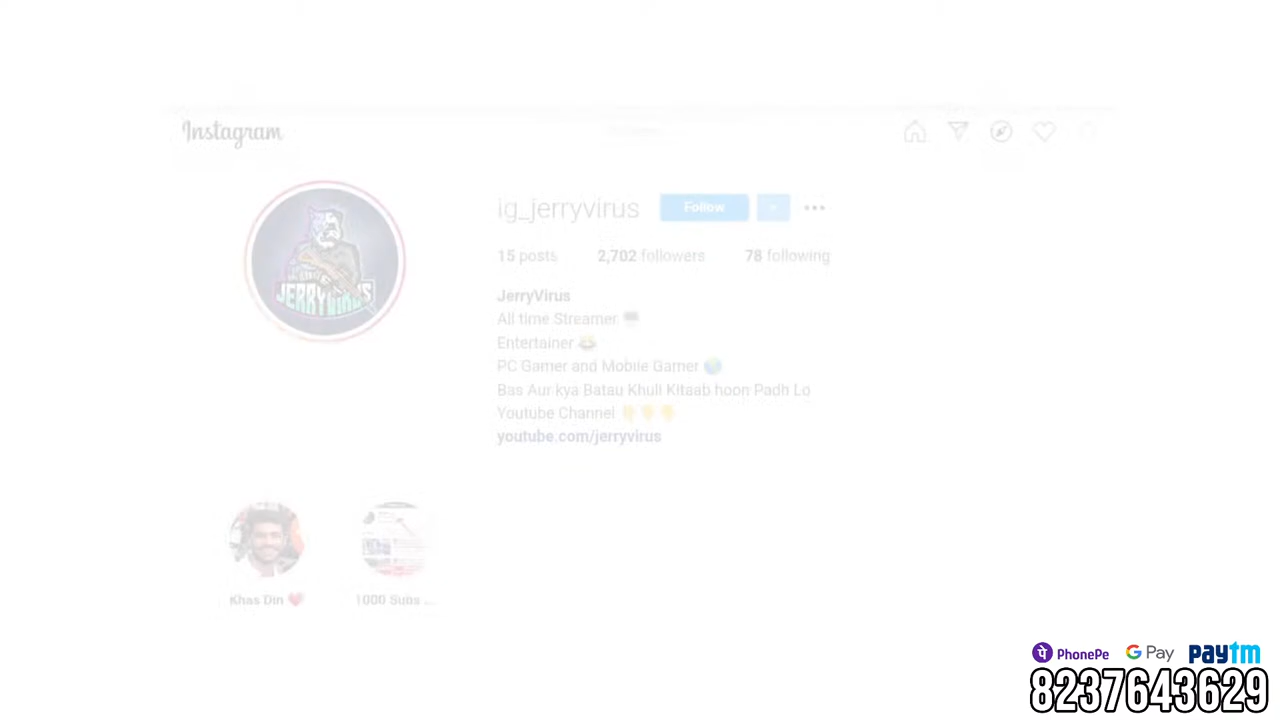 Instagram
ig_jerryvirus Follow
15 posts 2,702 followers 78 following
JerryVirus
All time Streamer
Entertainer
PC Gamer and Mobile Gamer
Bas Aur kya Batau Khuli Kitaab hoon Padh Lo
Youtube Channel
youtube.com/jerryvirus
JERRYVIRUS
Khas Din 1000 Subs ...
PhonePe G Pay paytm
8237643629